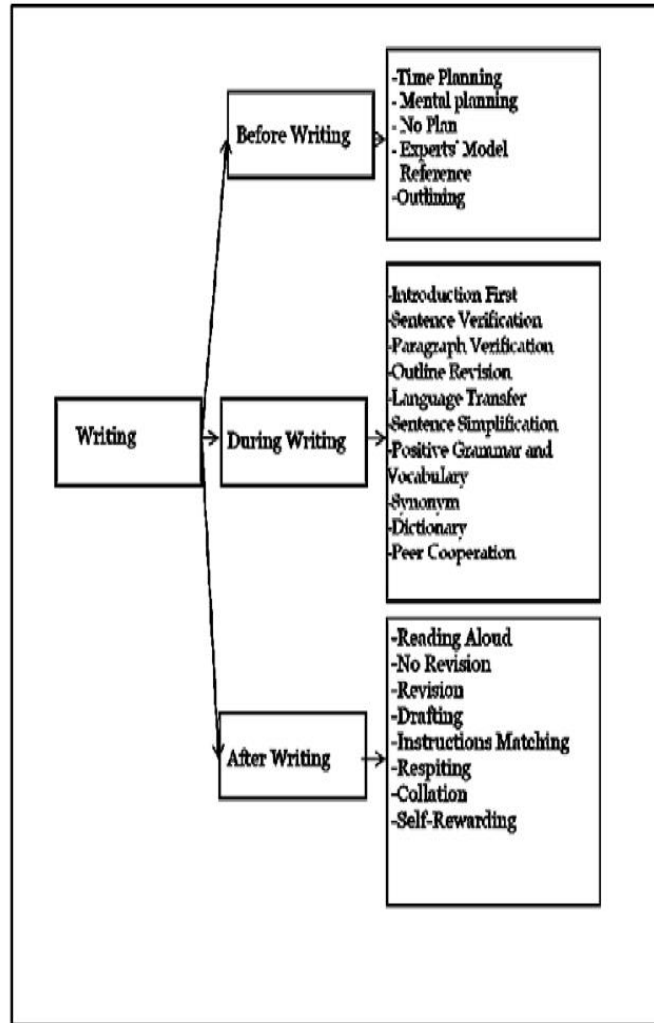 Writing
Before Writing
-Time Planning
- Mental planning
- No Plan
- Experts' Model
Reference
-Outlining
During Writing
-Introduction First
-Sentence Verification
-Paragraph Verification
-Outline Revision
-Language Transfer
-Sentence Simplification
-Positive Grammar and
Vocabulary
-Synonym
-Dictionary
-Peer Cooperation
After Writing
-Reading Aloud
-No Revision
-Revision
-Drafting
-Instructions Matching
-Respiting
-Collation
-Self-Rewarding